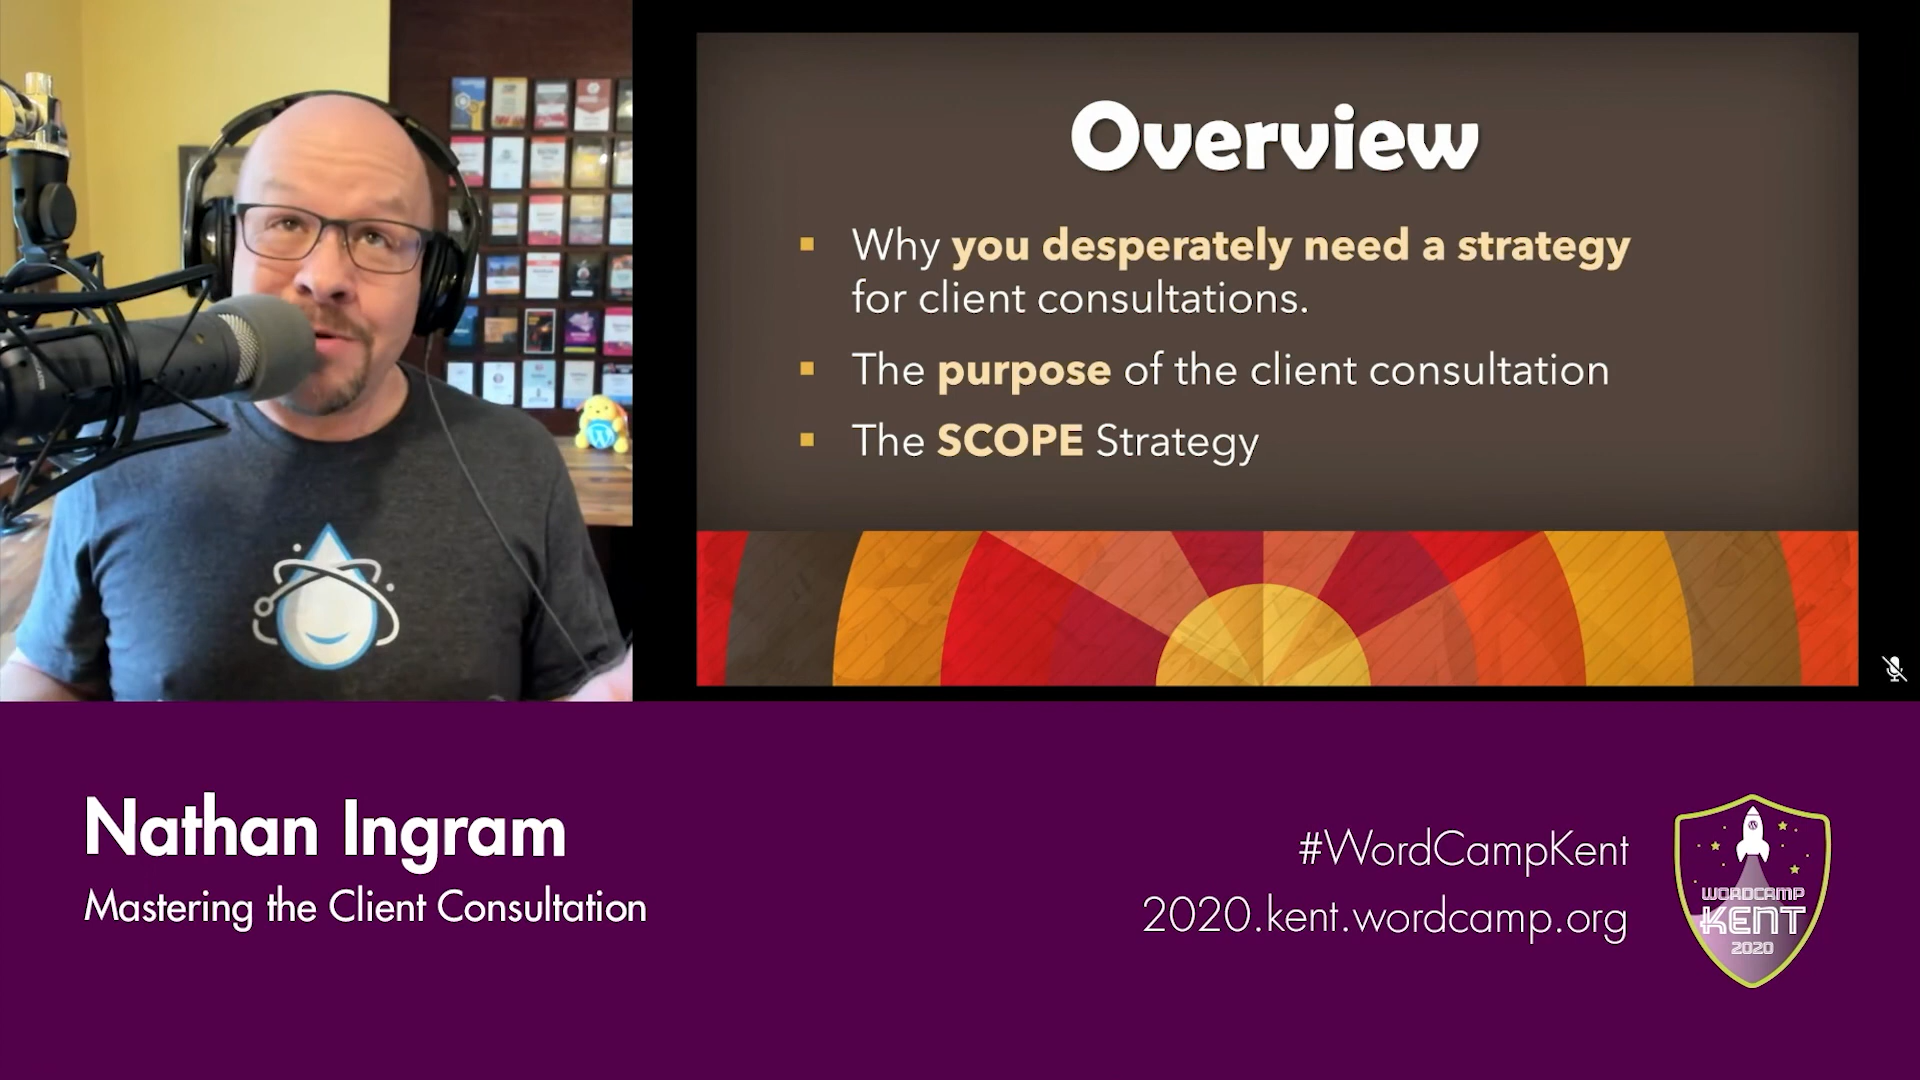 Overview
Why you desperately need a strategy
for client consultations.
The purpose of the client consultation
The SCOPE Strategy
Nathan Ingram
Mastering the Client Consultation
#WordCampKent
2020.kent.wordcamp.org
WORDCAMP
KENT
2020